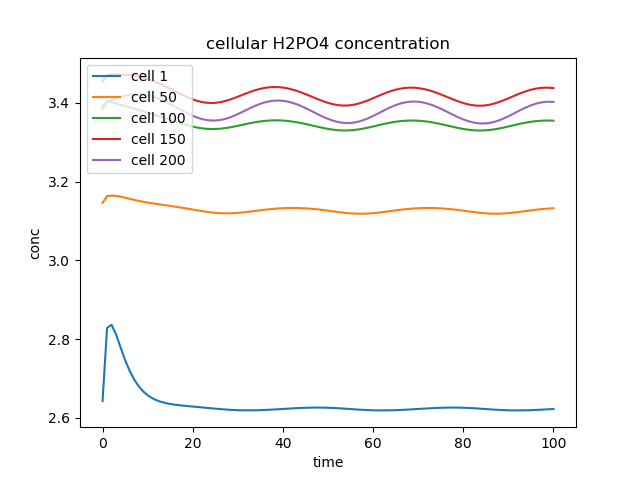 cellular H2PO4 concentration
cell 1
cell 50
cell 100
cell 150
cell 200
conc
3.4
3.2
3.0
2.8
2.6
0 20 40 60 80 100
time